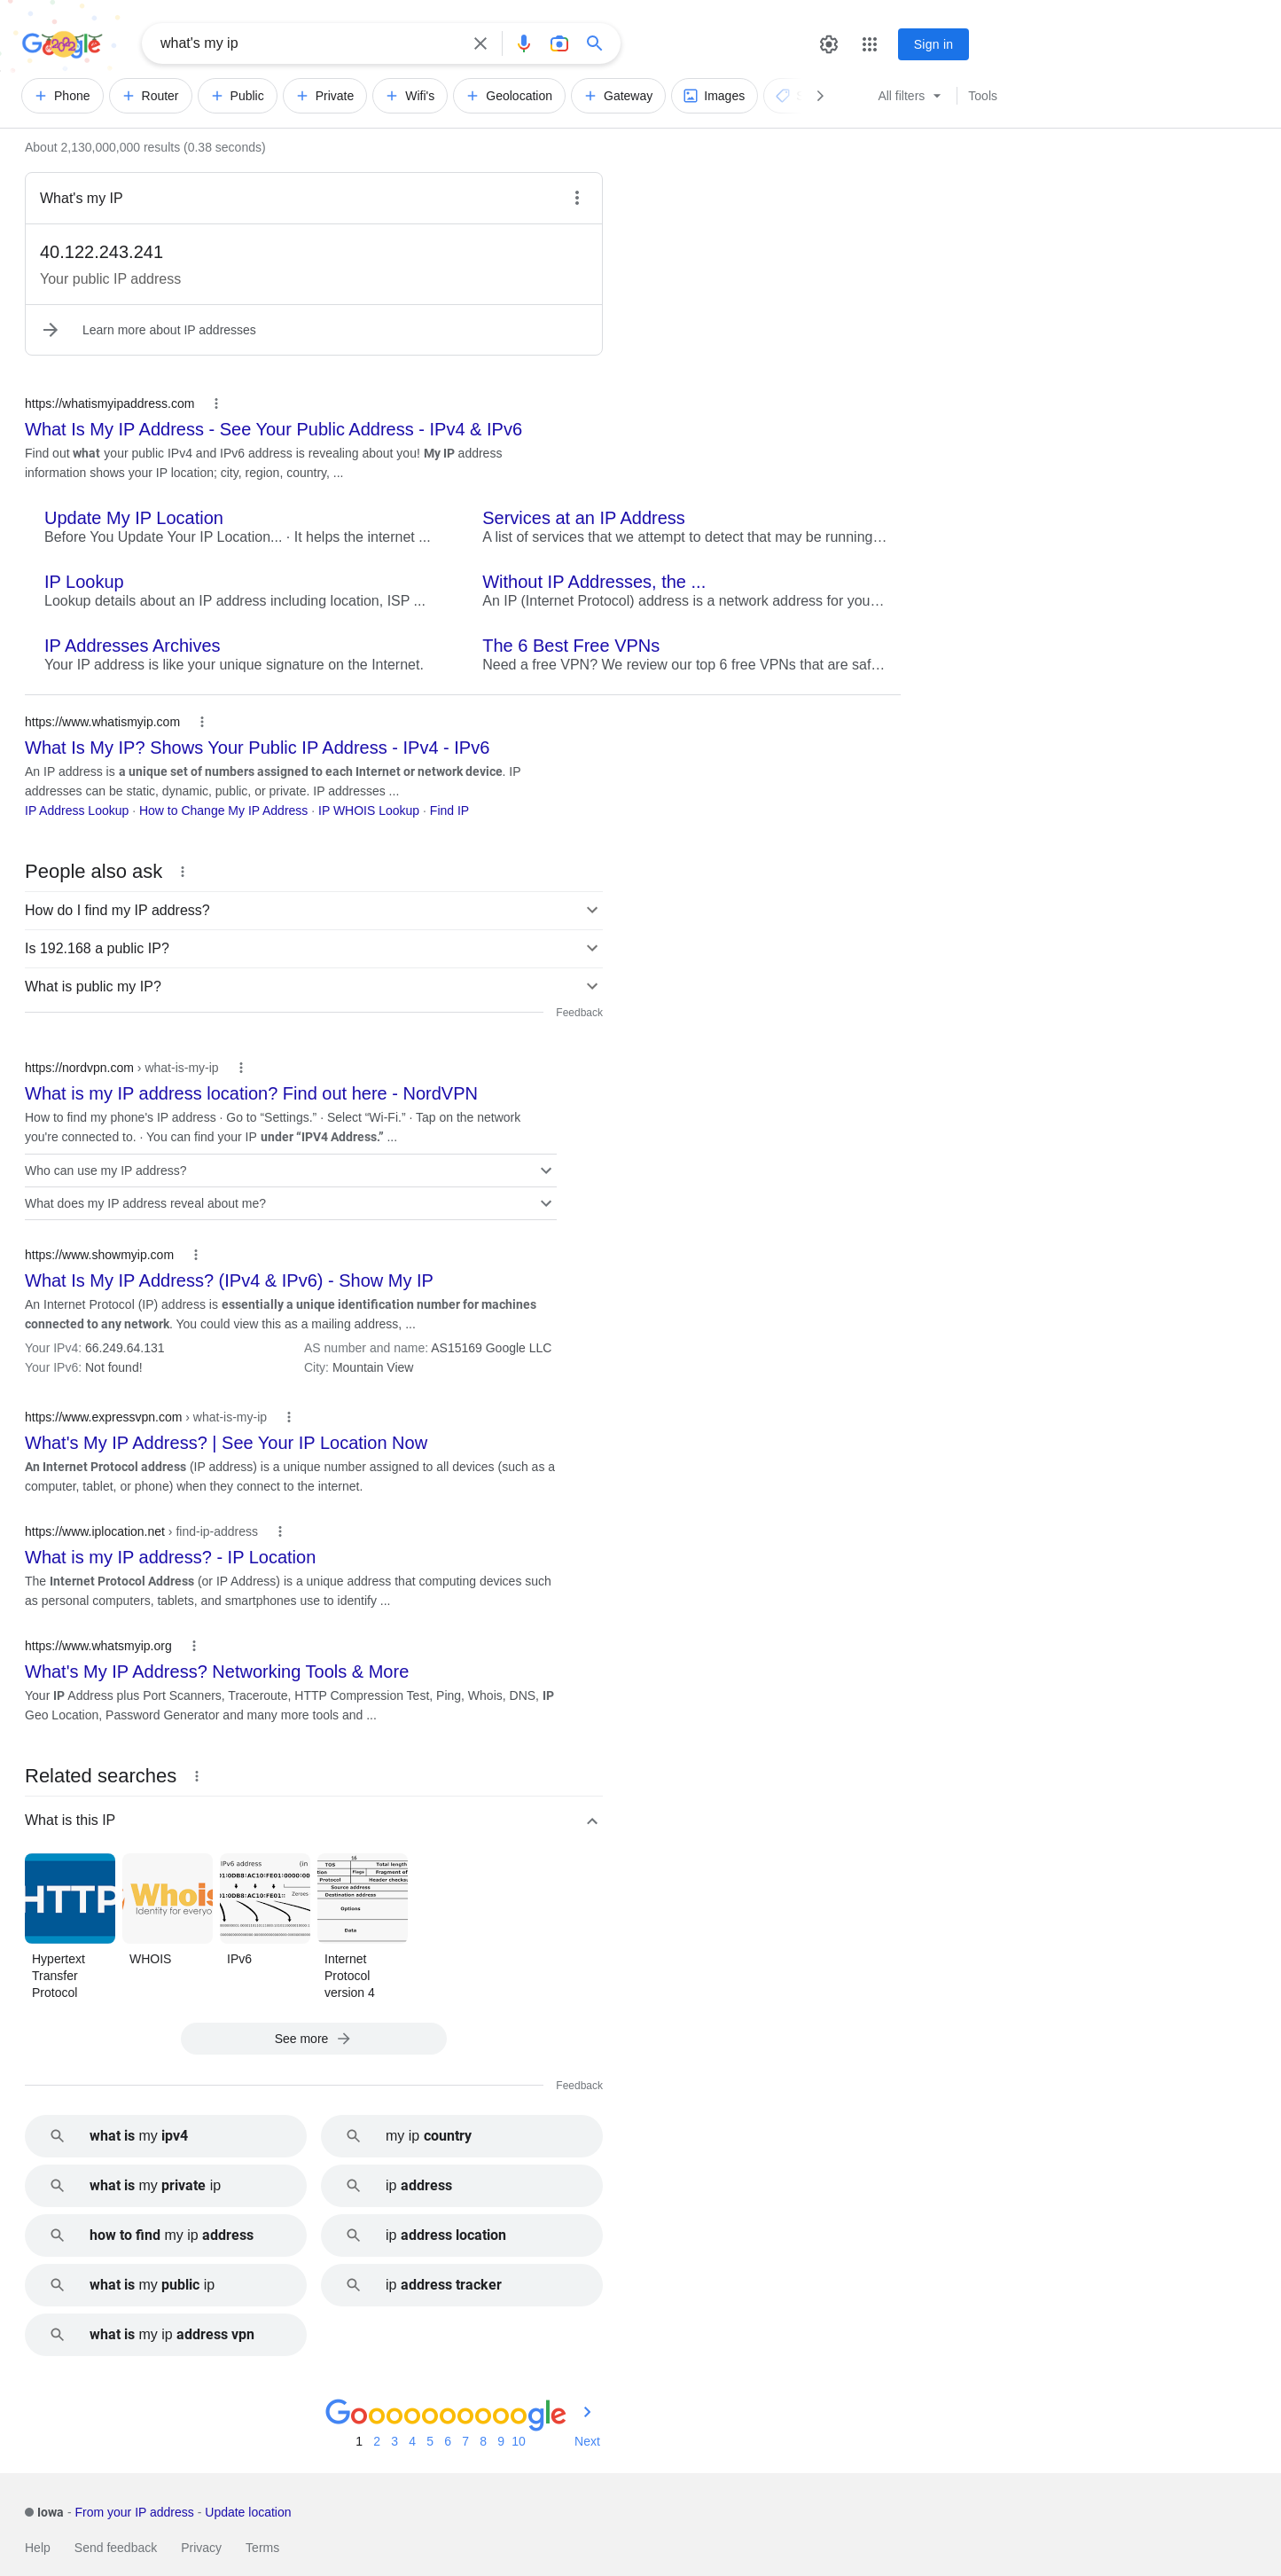 Google
what's my ip
Sign in
Phone
Router
Public
Private
Wifi's
Geolocation
Gateway
Images
All filters
Tools
About 2,130,000,000 results (0.38 seconds)
What's my IP
40.122.243.241
Your public IP address
Learn more about IP addresses
https://whatismyipaddress.com
What Is My IP Address - See Your Public Address - IPv4 & IPv6
Find out what your public IPv4 and IPv6 address is revealing about you! My IP address
information shows your IP location; city, region, country, ...
Update My IP Location
Before You Update Your IP Location... · It helps the internet ...
Services at an IP Address
A list of services that we attempt to detect that may be running...
IP Lookup
Lookup details about an IP address including location, ISP ...
Without IP Addresses, the ...
An IP (Internet Protocol) address is a network address for you...
IP Addresses Archives
Your IP address is like your unique signature on the Internet.
The 6 Best Free VPNs
Need a free VPN? We review our top 6 free VPNs that are saf...
https://www.whatismyip.com
What Is My IP? Shows Your Public IP Address - IPv4 - IPv6
An IP address is a unique set of numbers assigned to each Internet or network device. IP
addresses can be static, dynamic, public, or private. IP addresses ...
IP Address Lookup · How to Change My IP Address · IP WHOIS Lookup · Find IP
People also ask
How do I find my IP address?
Is 192.168 a public IP?
What is public my IP?
Feedback
https://nordvpn.com › what-is-my-ip
What is my IP address location? Find out here - NordVPN
How to find my phone's IP address · Go to “Settings.” · Select “Wi-Fi.” · Tap on the network
you're connected to. · You can find your IP under “IPV4 Address.” ...
Who can use my IP address?
What does my IP address reveal about me?
https://www.showmyip.com
What Is My IP Address? (IPv4 & IPv6) - Show My IP
An Internet Protocol (IP) address is essentially a unique identification number for machines
connected to any network. You could view this as a mailing address, ...
Your IPv4: 66.249.64.131
AS number and name: AS15169 Google LLC
Your IPv6: Not found!
City: Mountain View
https://www.expressvpn.com › what-is-my-ip
What's My IP Address? | See Your IP Location Now
An Internet Protocol address (IP address) is a unique number assigned to all devices (such as a
computer, tablet, or phone) when they connect to the internet.
https://www.iplocation.net › find-ip-address
What is my IP address? - IP Location
The Internet Protocol Address (or IP Address) is a unique address that computing devices such
as personal computers, tablets, and smartphones use to identify ...
https://www.whatsmyip.org
What's My IP Address? Networking Tools & More
Your IP Address plus Port Scanners, Traceroute, HTTP Compression Test, Ping, Whois, DNS, IP
Geo Location, Password Generator and many more tools and ...
Related searches
What is this IP
HTTP
Whois
Identity for everyo
IPv6 address (in
Zeroes
16
TOS
Total length
Flags
Fragment of
Protocol
Header checksu
Source address
Destination address
Options
Data
Hypertext
Transfer
Protocol
WHOIS
IPv6
Internet
Protocol
version 4
See more
Feedback
what is my ipv4
my ip country
what is my private ip
ip address
how to find my ip address
ip address location
what is my public ip
ip address tracker
what is my ip address vpn
Goooooooooogle
1 2 3 4 5 6 7 8 9 10
Next
Iowa - From your IP address - Update location
Help
Send feedback
Privacy
Terms